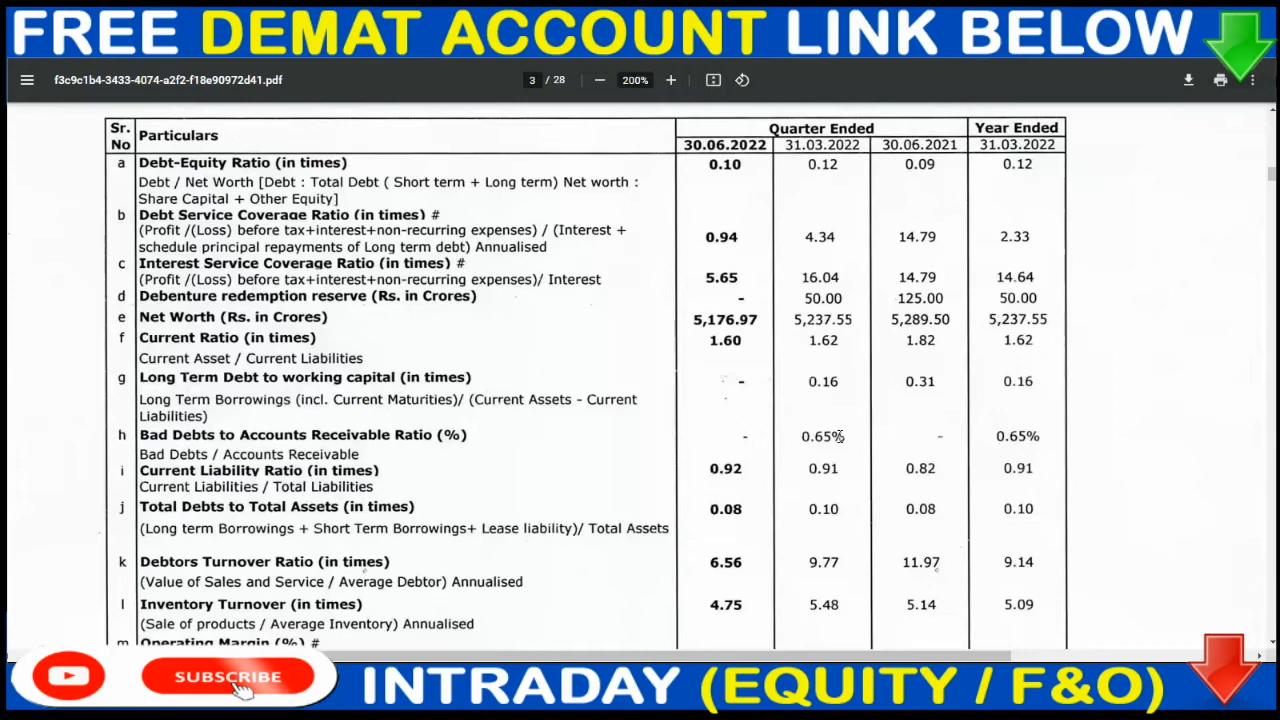 FREE DEMAT ACCOUNT LINK BELOW
f3c9c1b4-3433-4074-a2f2-f18e90972d41.pdf 3 / 28 200%
Sr. No Particulars Quarter Ended Year Ended
30.06.2022 31.03.2022 30.06.2021 31.03.2022
a Debt-Equity Ratio (in times) 0.10 0.12 0.09 0.12
Debt / Net Worth [Debt : Total Debt ( Short term + Long term) Net worth :
Share Capital + Other Equity]
b Debt Service Coverage Ratio (in times) #
(Profit /(Loss) before tax+interest+non-recurring expenses) / (Interest +
schedule principal repayments of Long term debt) Annualised 0.94 4.34 14.79 2.33
c Interest Service Coverage Ratio (in times) #
(Profit /(Loss) before tax+interest+non-recurring expenses)/ Interest 5.65 16.04 14.79 14.64
d Debenture redemption reserve (Rs. in Crores) - 50.00 125.00 50.00
e Net Worth (Rs. in Crores) 5,176.97 5,237.55 5,289.50 5,237.55
f Current Ratio (in times) 1.60 1.62 1.82 1.62
Current Asset / Current Liabilities
g Long Term Debt to working capital (in times) - 0.16 0.31 0.16
Long Term Borrowings (incl. Current Maturities)/ (Current Assets - Current
Liabilities)
h Bad Debts to Accounts Receivable Ratio (%) - 0.65% - 0.65%
Bad Debts / Accounts Receivable
i Current Liability Ratio (in times) 0.92 0.91 0.82 0.91
Current Liabilities / Total Liabilities
j Total Debts to Total Assets (in times) 0.08 0.10 0.08 0.10
(Long term Borrowings + Short Term Borrowings+ Lease liability)/ Total Assets
k Debtors Turnover Ratio (in times) 6.56 9.77 11.97 9.14
(Value of Sales and Service / Average Debtor) Annualised
l Inventory Turnover (in times) 4.75 5.48 5.14 5.09
(Sale of products / Average Inventory) Annualised
m Operating Margin (%) #
SUBSCRIBE
INTRADAY (EQUITY / F&O)